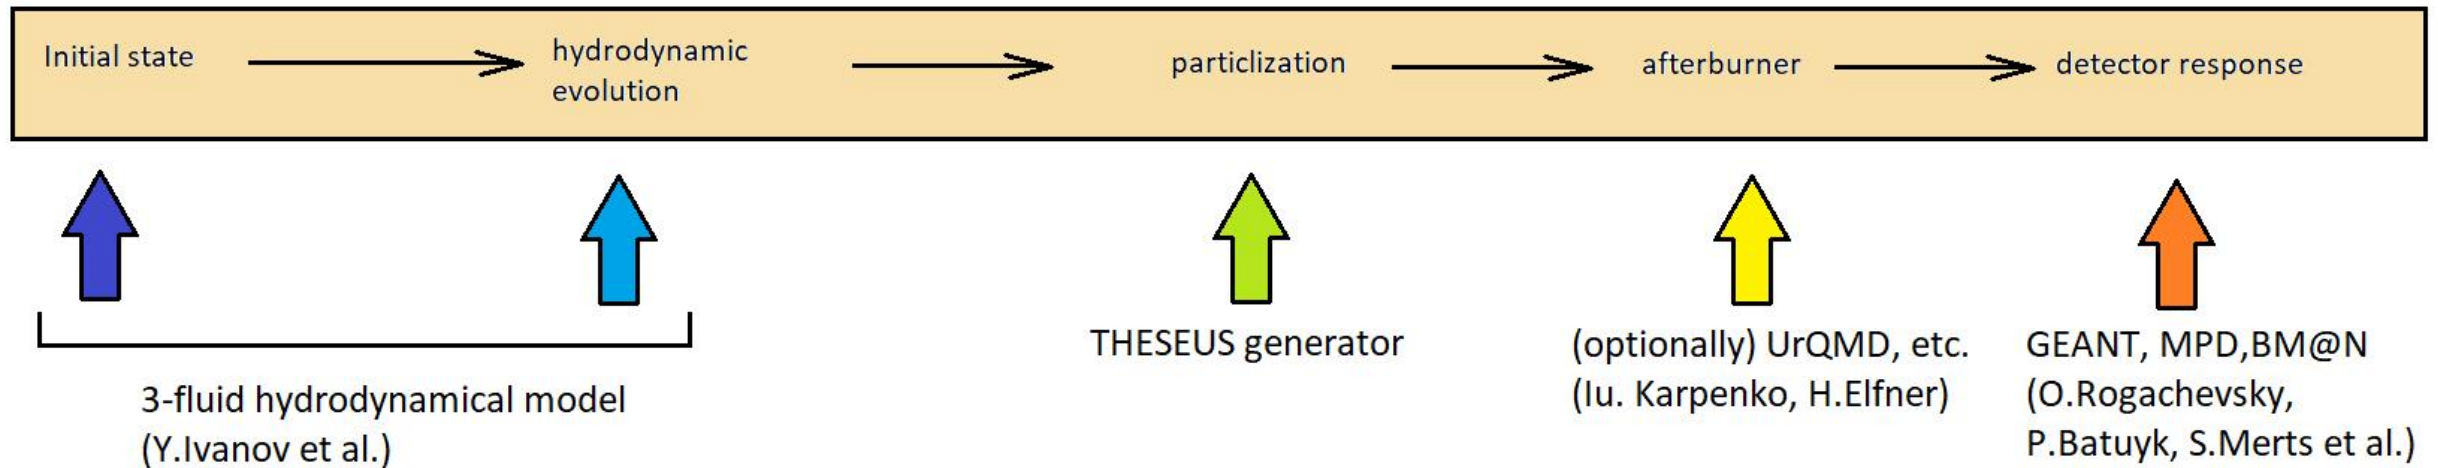 Initial state
hydrodynamic
evolution
particlization
afterburner
detector response
3-fluid hydrodynamical model
(Y.Ivanov et al.)
THESEUS generator
(optionally) UrQMD, etc.
(Iu. Karpenko, H.Elfner)
GEANT, MPD,BM@N
(O.Rogachevsky,
P.Batuyk, S.Merts et al.)